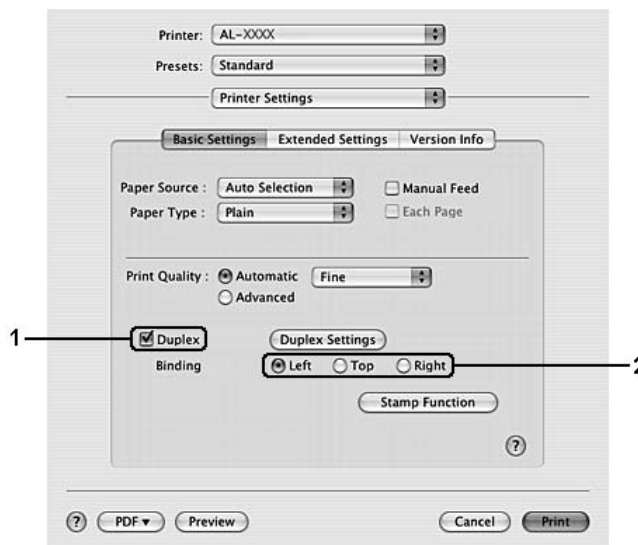 Printer: AL-XXXX
Presets: Standard
Printer Settings
Basic Settings Extended Settings Version Info
Paper Source : Auto Selection Manual Feed
Paper Type : Plain Each Page
Print Quality : Automatic Fine
Advanced
1 Duplex Duplex Settings
Binding Left Top Right 2
Stamp Function
?
? PDF▼ Preview Cancel Print